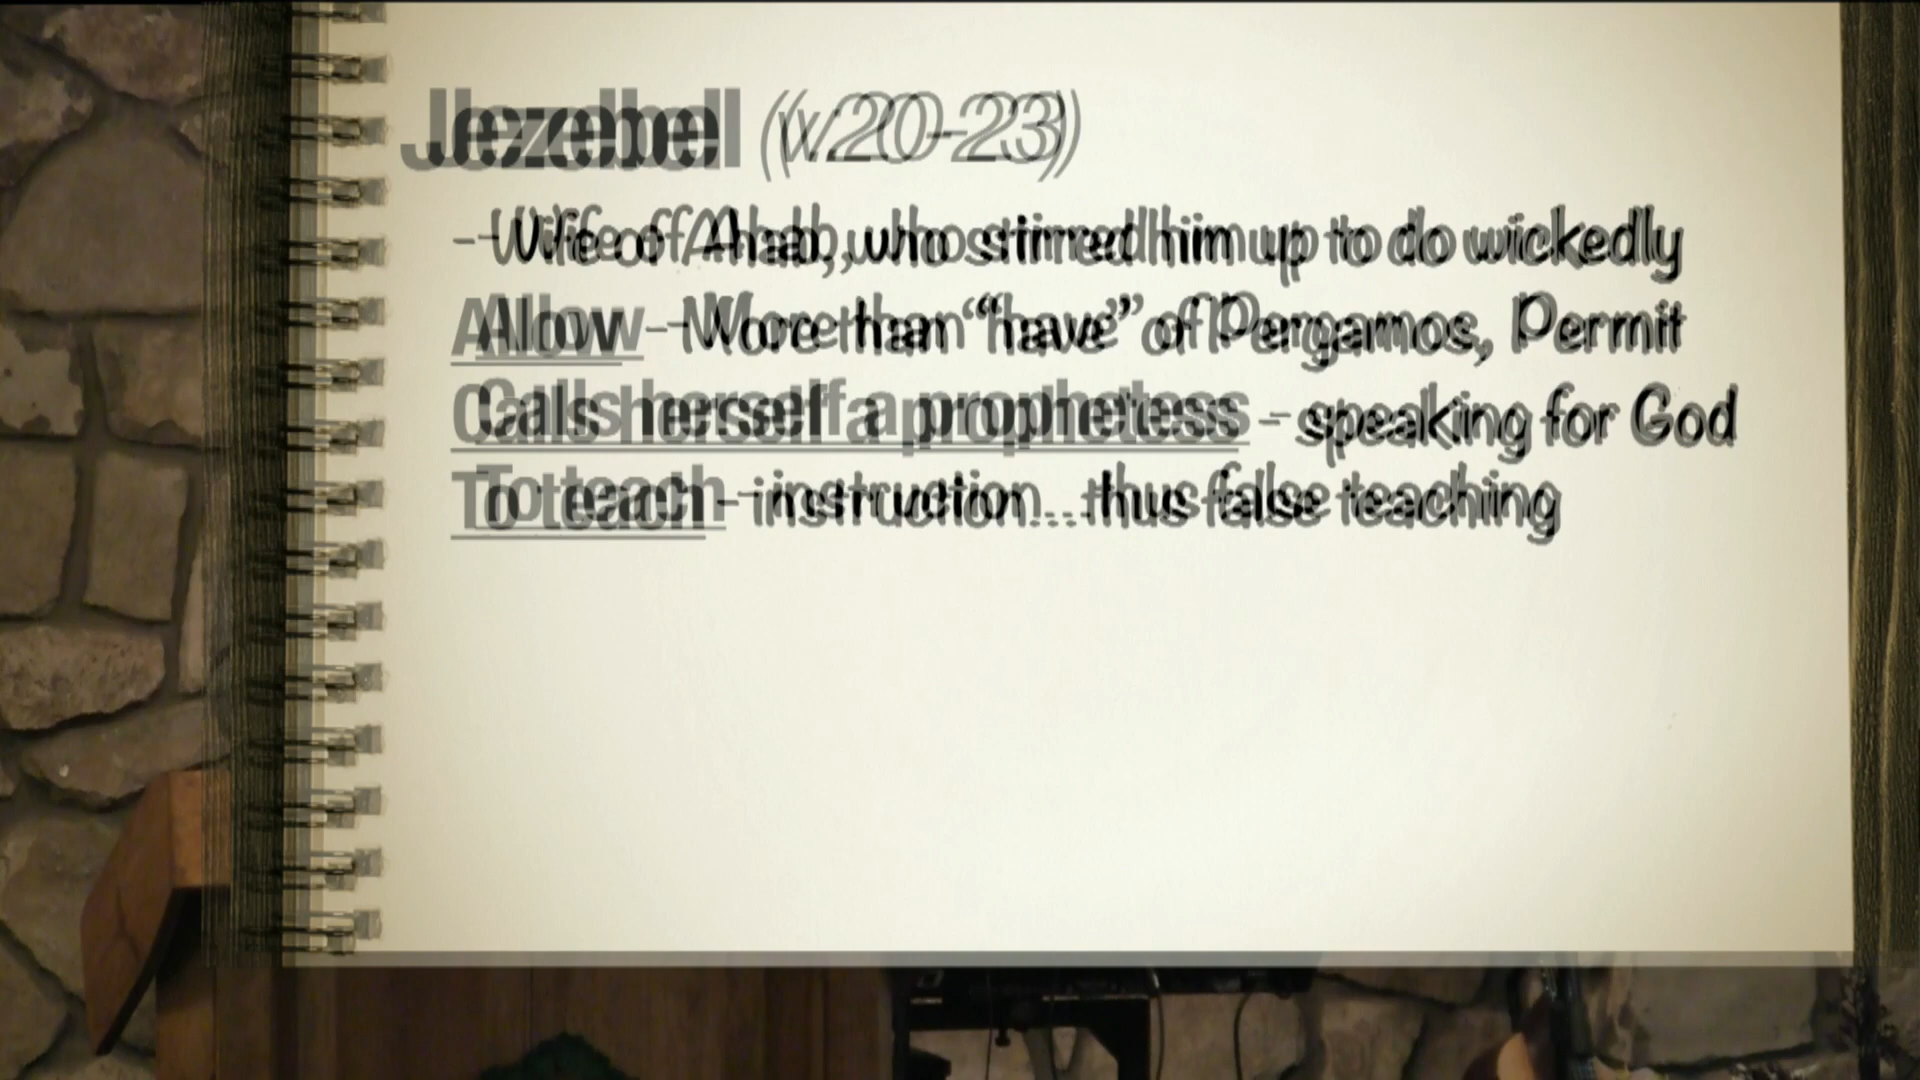 Jezebel (v.20-23)
- Wife of Ahab, who stirred him up to do wickedly
Allow - More than "have" of Pergamos, Permit
Calls herself a prophetess - speaking for God
To teach - instruction...thus false teaching